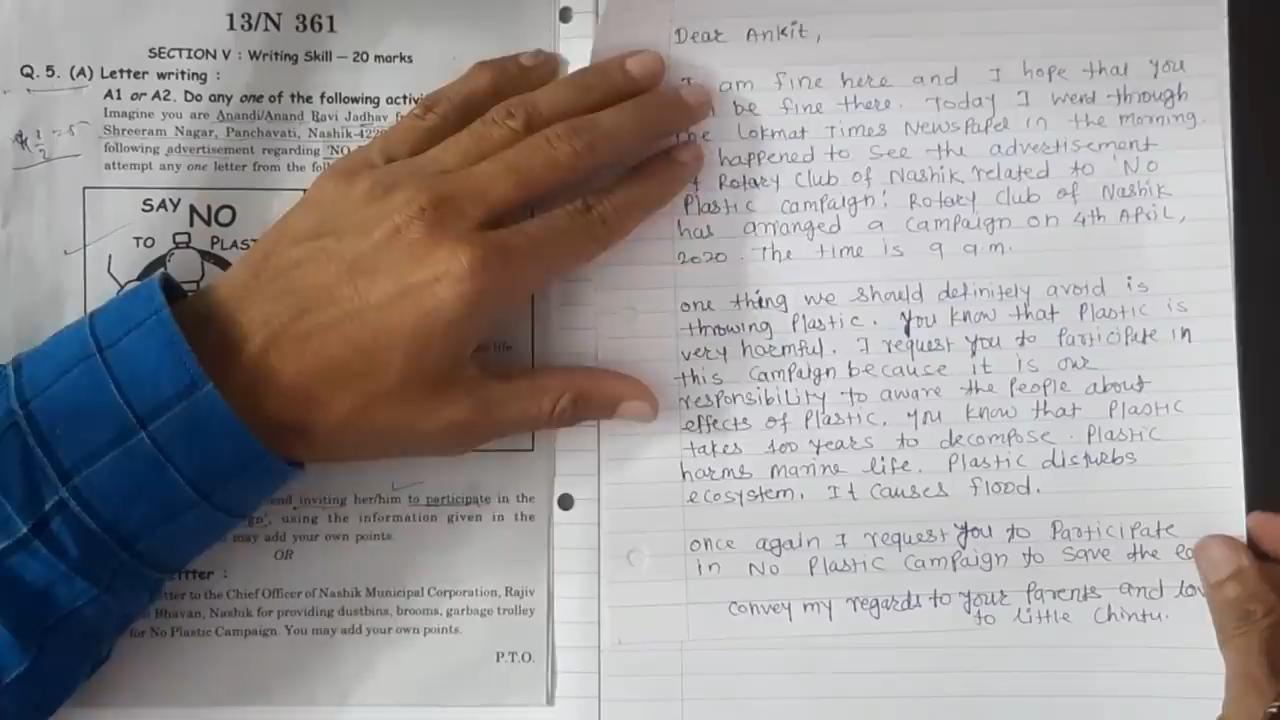 13/N 361
SECTION V : Writing Skill — 20 marks
Q. 5. (A) Letter writing :
A1 or A2. Do any one of the following activi
Imagine you are Anandi/Anand Ravi Jadhav f
Shreeram Nagar, Panchavati, Nashik-422
following advertisement regarding 'NO
attempt any one letter from the fol
SAY NO
TO PLAST
life
end inviting her/him to participate in the
gn', using the information given in the
may add your own points.
OR
etter :
tter to the Chief Officer of Nashik Municipal Corporation, Rajiv
Bhavan, Nashik for providing dustbins, brooms, garbage trolley
for No Plastic Campaign. You may add your own points.
P.T.O.
Dear Ankit,
I am fine here and I hope that you
be fine there. Today I went through
the Lokmat Times Newspaper in the morning.
happened to see the advertisement
of Rotary Club of Nashik related to 'No
Plastic campaign'. Rotary club of Nashik
has arranged a campaign on 4th April,
2020. The time is 9 a.m.
one thing we should definitely avoid is
throwing Plastic. You know that Plastic is
very harmful. I request you to participate in
this campaign because it is our
responsibility to aware the people about
effects of Plastic. You know that Plastic
takes 100 years to decompose. Plastic
harms marine life. Plastic disturbs
ecosystem. It causes flood.
once again I request you to Participate
in No Plastic Campaign to save the ea
convey my regards to your Parents and lov
to little Chintu.